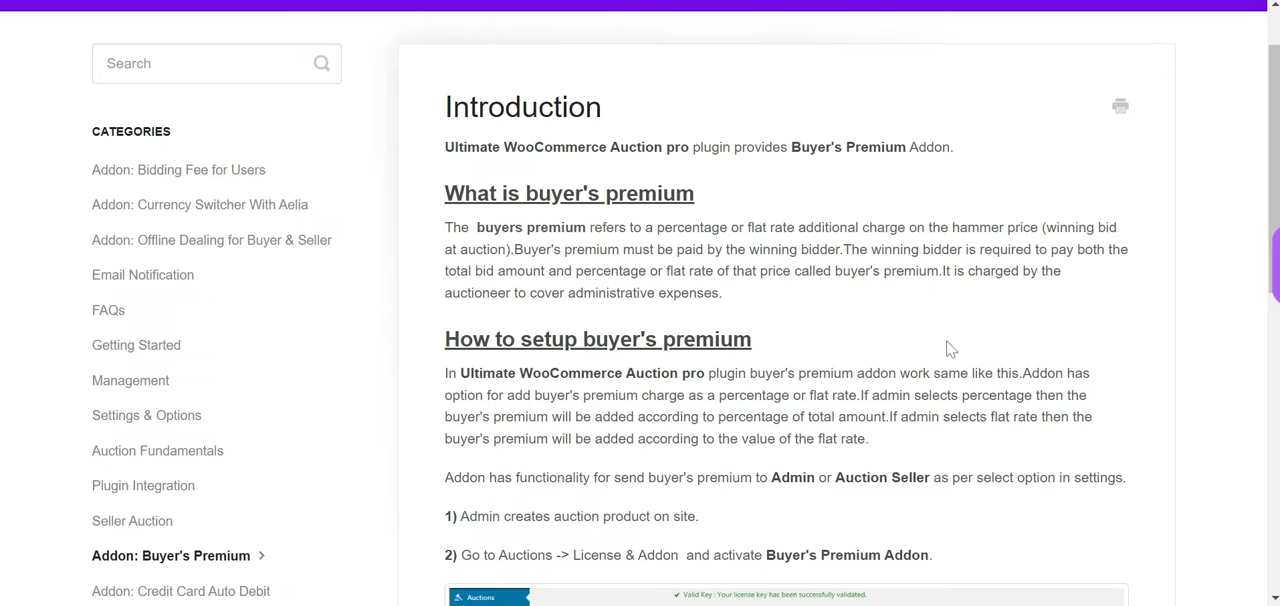 Search
CATEGORIES
Addon: Bidding Fee for Users
Addon: Currency Switcher With Aelia
Addon: Offline Dealing for Buyer & Seller
Email Notification
FAQs
Getting Started
Management
Settings & Options
Auction Fundamentals
Plugin Integration
Seller Auction
Addon: Buyer's Premium
Addon: Credit Card Auto Debit
Introduction
Ultimate WooCommerce Auction pro plugin provides Buyer's Premium Addon.
What is buyer's premium
The buyers premium refers to a percentage or flat rate additional charge on the hammer price (winning bid
at auction).Buyer's premium must be paid by the winning bidder.The winning bidder is required to pay both the
total bid amount and percentage or flat rate of that price called buyer's premium.It is charged by the
auctioneer to cover administrative expenses.
How to setup buyer's premium
In Ultimate WooCommerce Auction pro plugin buyer's premium addon work same like this.Addon has
option for add buyer's premium charge as a percentage or flat rate.If admin selects percentage then the
buyer's premium will be added according to percentage of total amount.If admin selects flat rate then the
buyer's premium will be added according to the value of the flat rate.
Addon has functionality for send buyer's premium to Admin or Auction Seller as per select option in settings.
1) Admin creates auction product on site.
2) Go to Auctions -> License & Addon and activate Buyer's Premium Addon.
Auctions
✔ Valid Key : Your license key has been successfully validated.